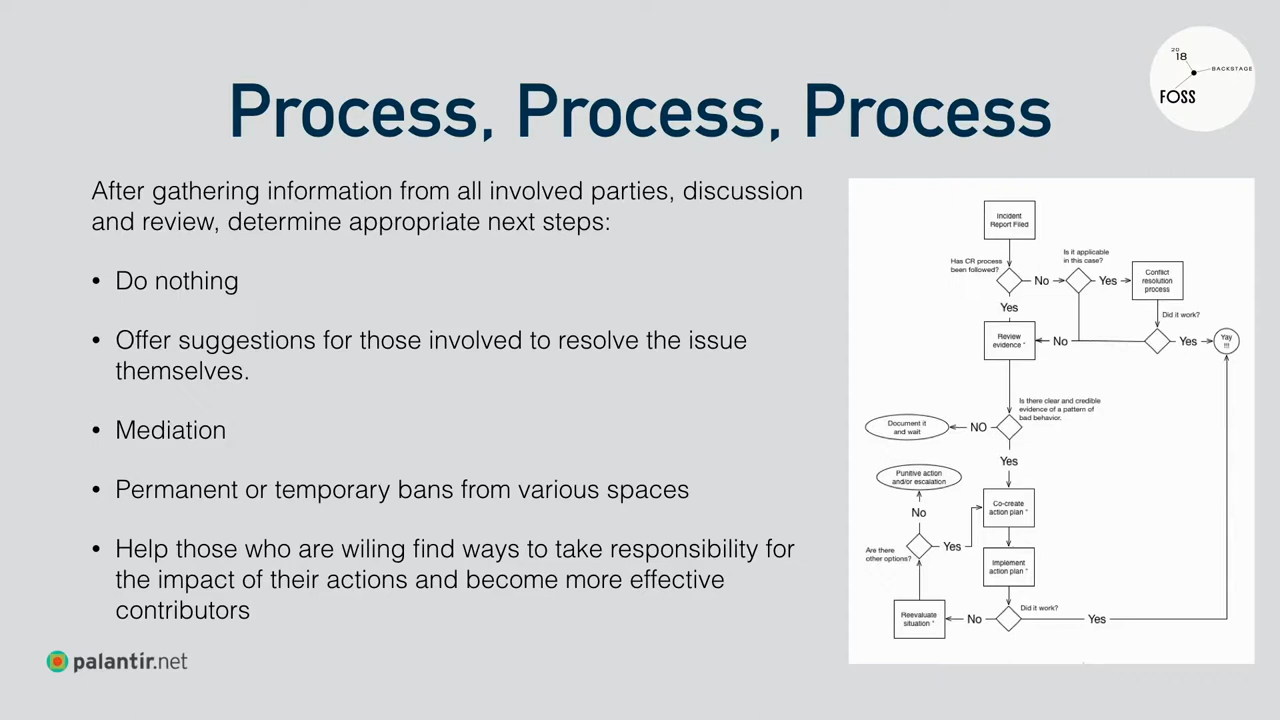 Process, Process, Process
20
18
BACKSTAGE
FOSS
After gathering information from all involved parties, discussion
and review, determine appropriate next steps:
• Do nothing
• Offer suggestions for those involved to resolve the issue
themselves.
• Mediation
• Permanent or temporary bans from various spaces
• Help those who are wiling find ways to take responsibility for
the impact of their actions and become more effective
contributors
palantir.net
Incident
Report Filed
Has CR process
been followed?
No
Is it applicable
in this case?
Yes
Conflict
resolution
process
Yes
Did it work?
Review
evidence *
No
Yes
Yay
!!!
Is there clear and credible
evidence of a pattern of
bad behavior.
Document it
and wait
NO
Yes
Punitive action
and/or escalation
No
Co-create
action plan *
Are there
other options?
Yes
Implement
action plan *
Reevaluate
situation *
No
Did it work?
Yes